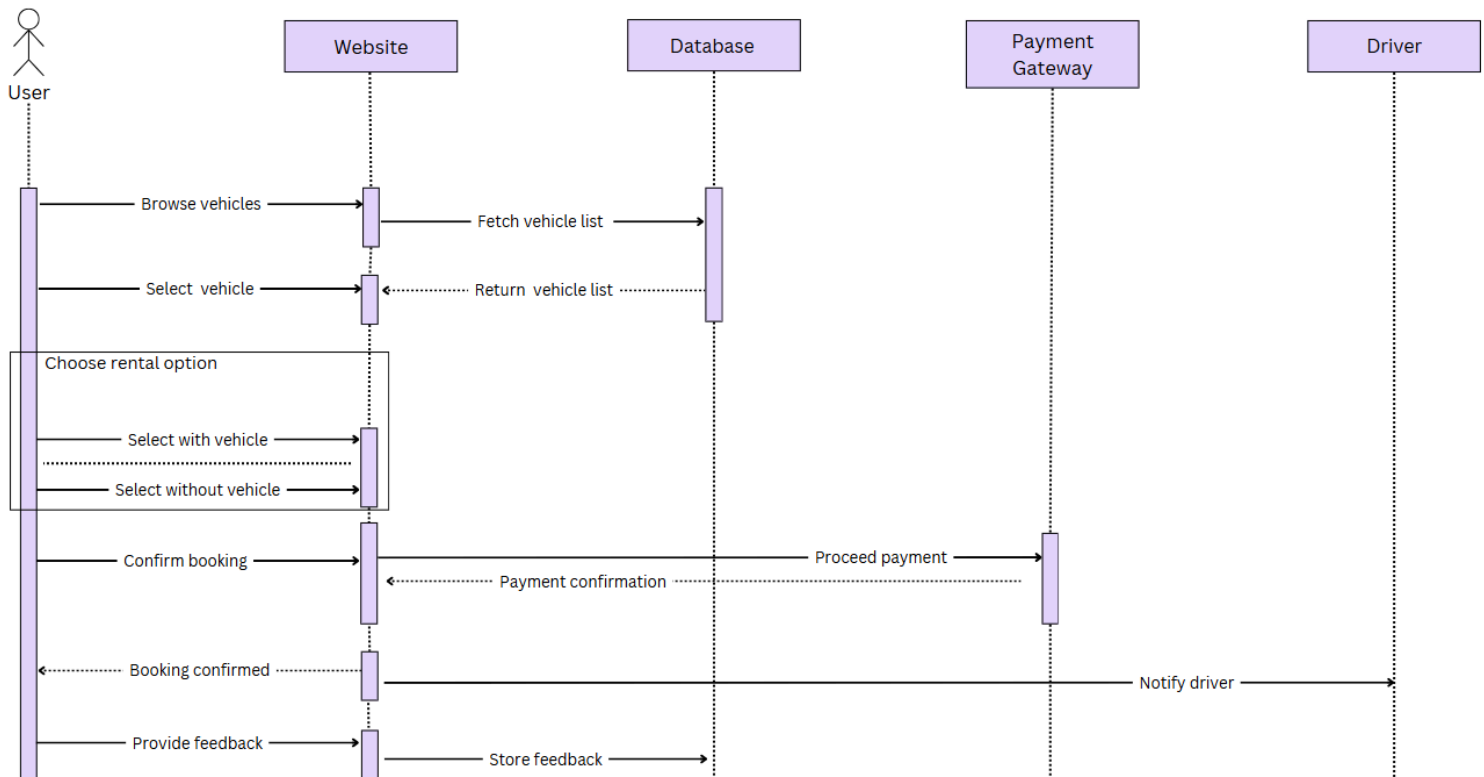 User
Website
Database
Payment
Gateway
Driver
Browse vehicles
Fetch vehicle list
Select vehicle
Return vehicle list
Choose rental option
Select with vehicle
Select without vehicle
Confirm booking
Proceed payment
Payment confirmation
Booking confirmed
Notify driver
Provide feedback
Store feedback